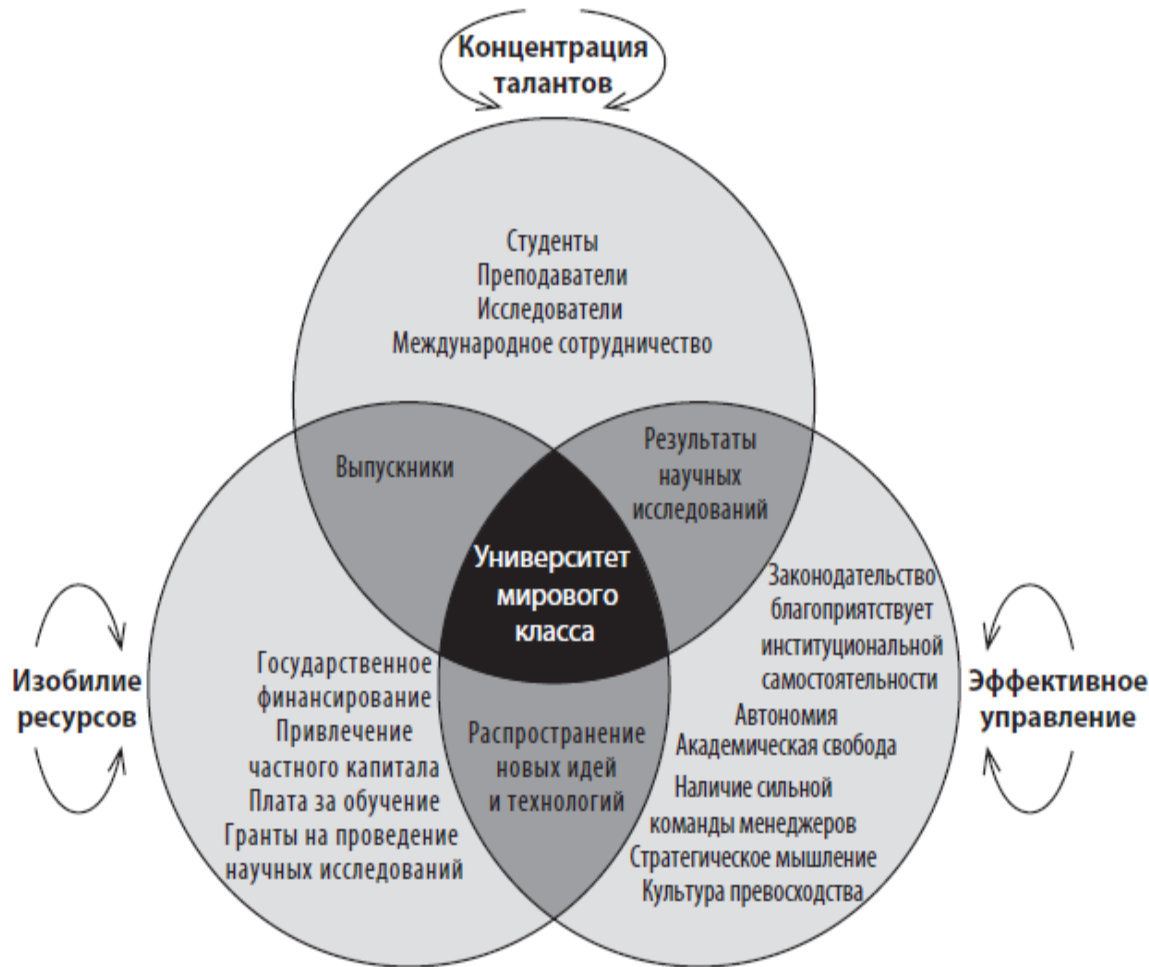 Концентрация
талантов
Студенты
Преподаватели
Исследователи
Международное сотрудничество
Выпускники
Результаты
научных
исследований
Университет
мирового
класса
Изобилие
ресурсов
Государственное
финансирование
Привлечение
частного капитала
Плата за обучение
Гранты на проведение
научных исследований
Распространение
новых идей
и технологий
Законодательство
благоприятствует
институциональной
самостоятельности
Автономия
Академическая свобода
Наличие сильной
команды менеджеров
Стратегическое мышление
Культура превосходства
Эффективное
управление